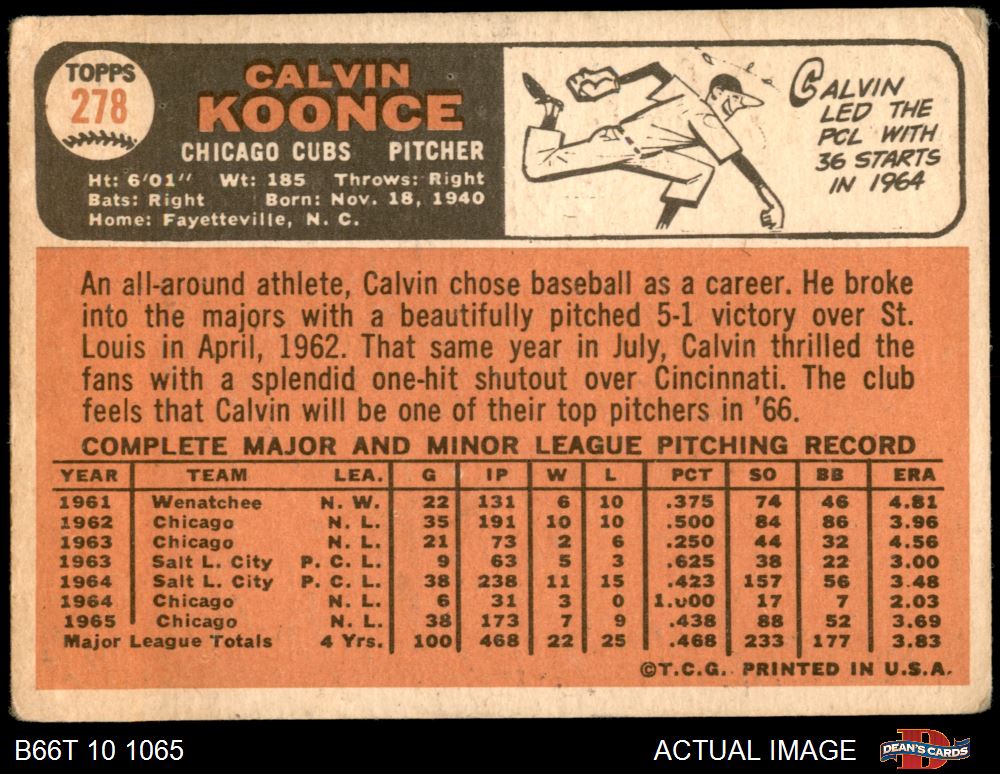 TOPPS
278
CALVIN
KOONCE
CHICAGO CUBS PITCHER
Ht: 6'01" Wt: 185 Throws: Right
Bats: Right Born: Nov. 18, 1940
Home: Fayetteville, N. C.
CALVIN
LED THE
PCL WITH
36 STARTS
IN 1964
An all-around athlete, Calvin chose baseball as a career. He broke
into the majors with a beautifully pitched 5-1 victory over St.
Louis in April, 1962. That same year in July, Calvin thrilled the
fans with a splendid one-hit shutout over Cincinnati. The club
feels that Calvin will be one of their top pitchers in '66.
COMPLETE MAJOR AND MINOR LEAGUE PITCHING RECORD
YEAR TEAM LEA. G IP W L PCT SO BB ERA
1961 Wenatchee N. W. 22 131 6 10 .375 74 46 4.81
1962 Chicago N. L. 35 191 10 10 .500 84 86 3.96
1963 Chicago N. L. 21 73 2 6 .250 44 32 4.56
1963 Salt L. City P. C. L. 9 63 5 3 .625 38 22 3.00
1964 Salt L. City P. C. L. 38 238 11 15 .423 157 56 3.48
1964 Chicago N. L. 6 31 3 0 1.000 17 7 2.03
1965 Chicago N. L. 38 173 7 9 .438 88 52 3.69
Major League Totals 4 Yrs. 100 468 22 25 .468 233 177 3.83
©T.C.G. PRINTED IN U.S.A.
B66T 10 1065
ACTUAL IMAGE
DEAN'S CARDS